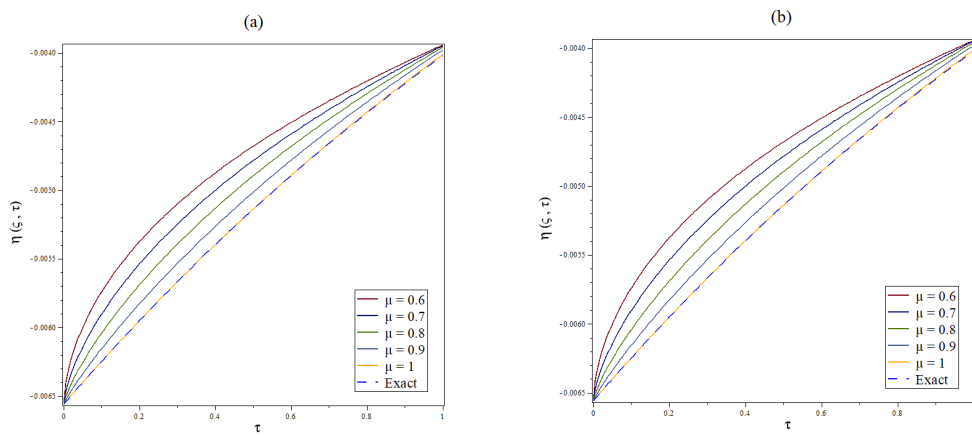 (a)
-0.0040
-0.0045
-0.0050
-0.0055
-0.0060
-0.0065
η (ς , τ)
0
0.2
0.4
0.6
0.8
1
τ
μ = 0.6
μ = 0.7
μ = 0.8
μ = 0.9
μ = 1
Exact
(b)
-0.0040
-0.0045
-0.0050
-0.0055
-0.0060
-0.0065
η (ς , τ)
0
0.2
0.4
0.6
0.8
τ
μ = 0.6
μ = 0.7
μ = 0.8
μ = 0.9
μ = 1
Exact